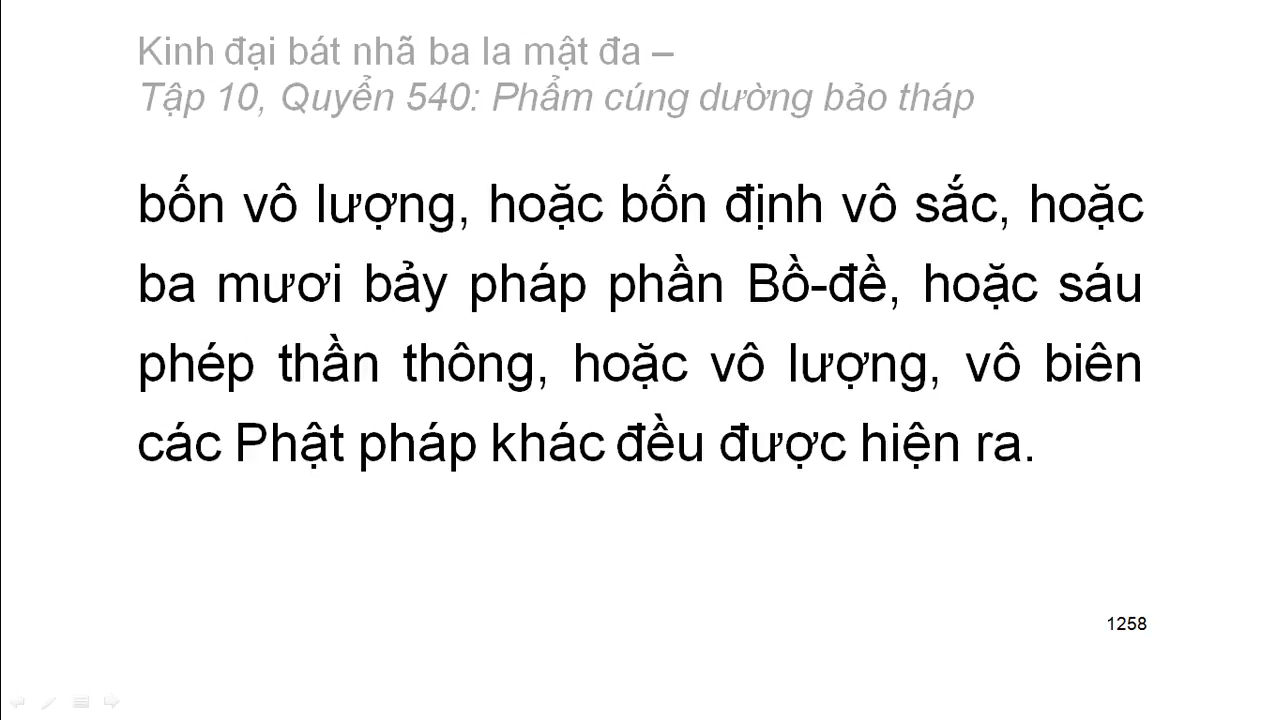 Kinh đại bát nhã ba la mật đa –
Tập 10, Quyển 540: Phẩm cúng dường bảo tháp
bốn vô lượng, hoặc bốn định vô sắc, hoặc
ba mươi bảy pháp phần Bồ-đề, hoặc sáu
phép thần thông, hoặc vô lượng, vô biên
các Phật pháp khác đều được hiện ra.
1258